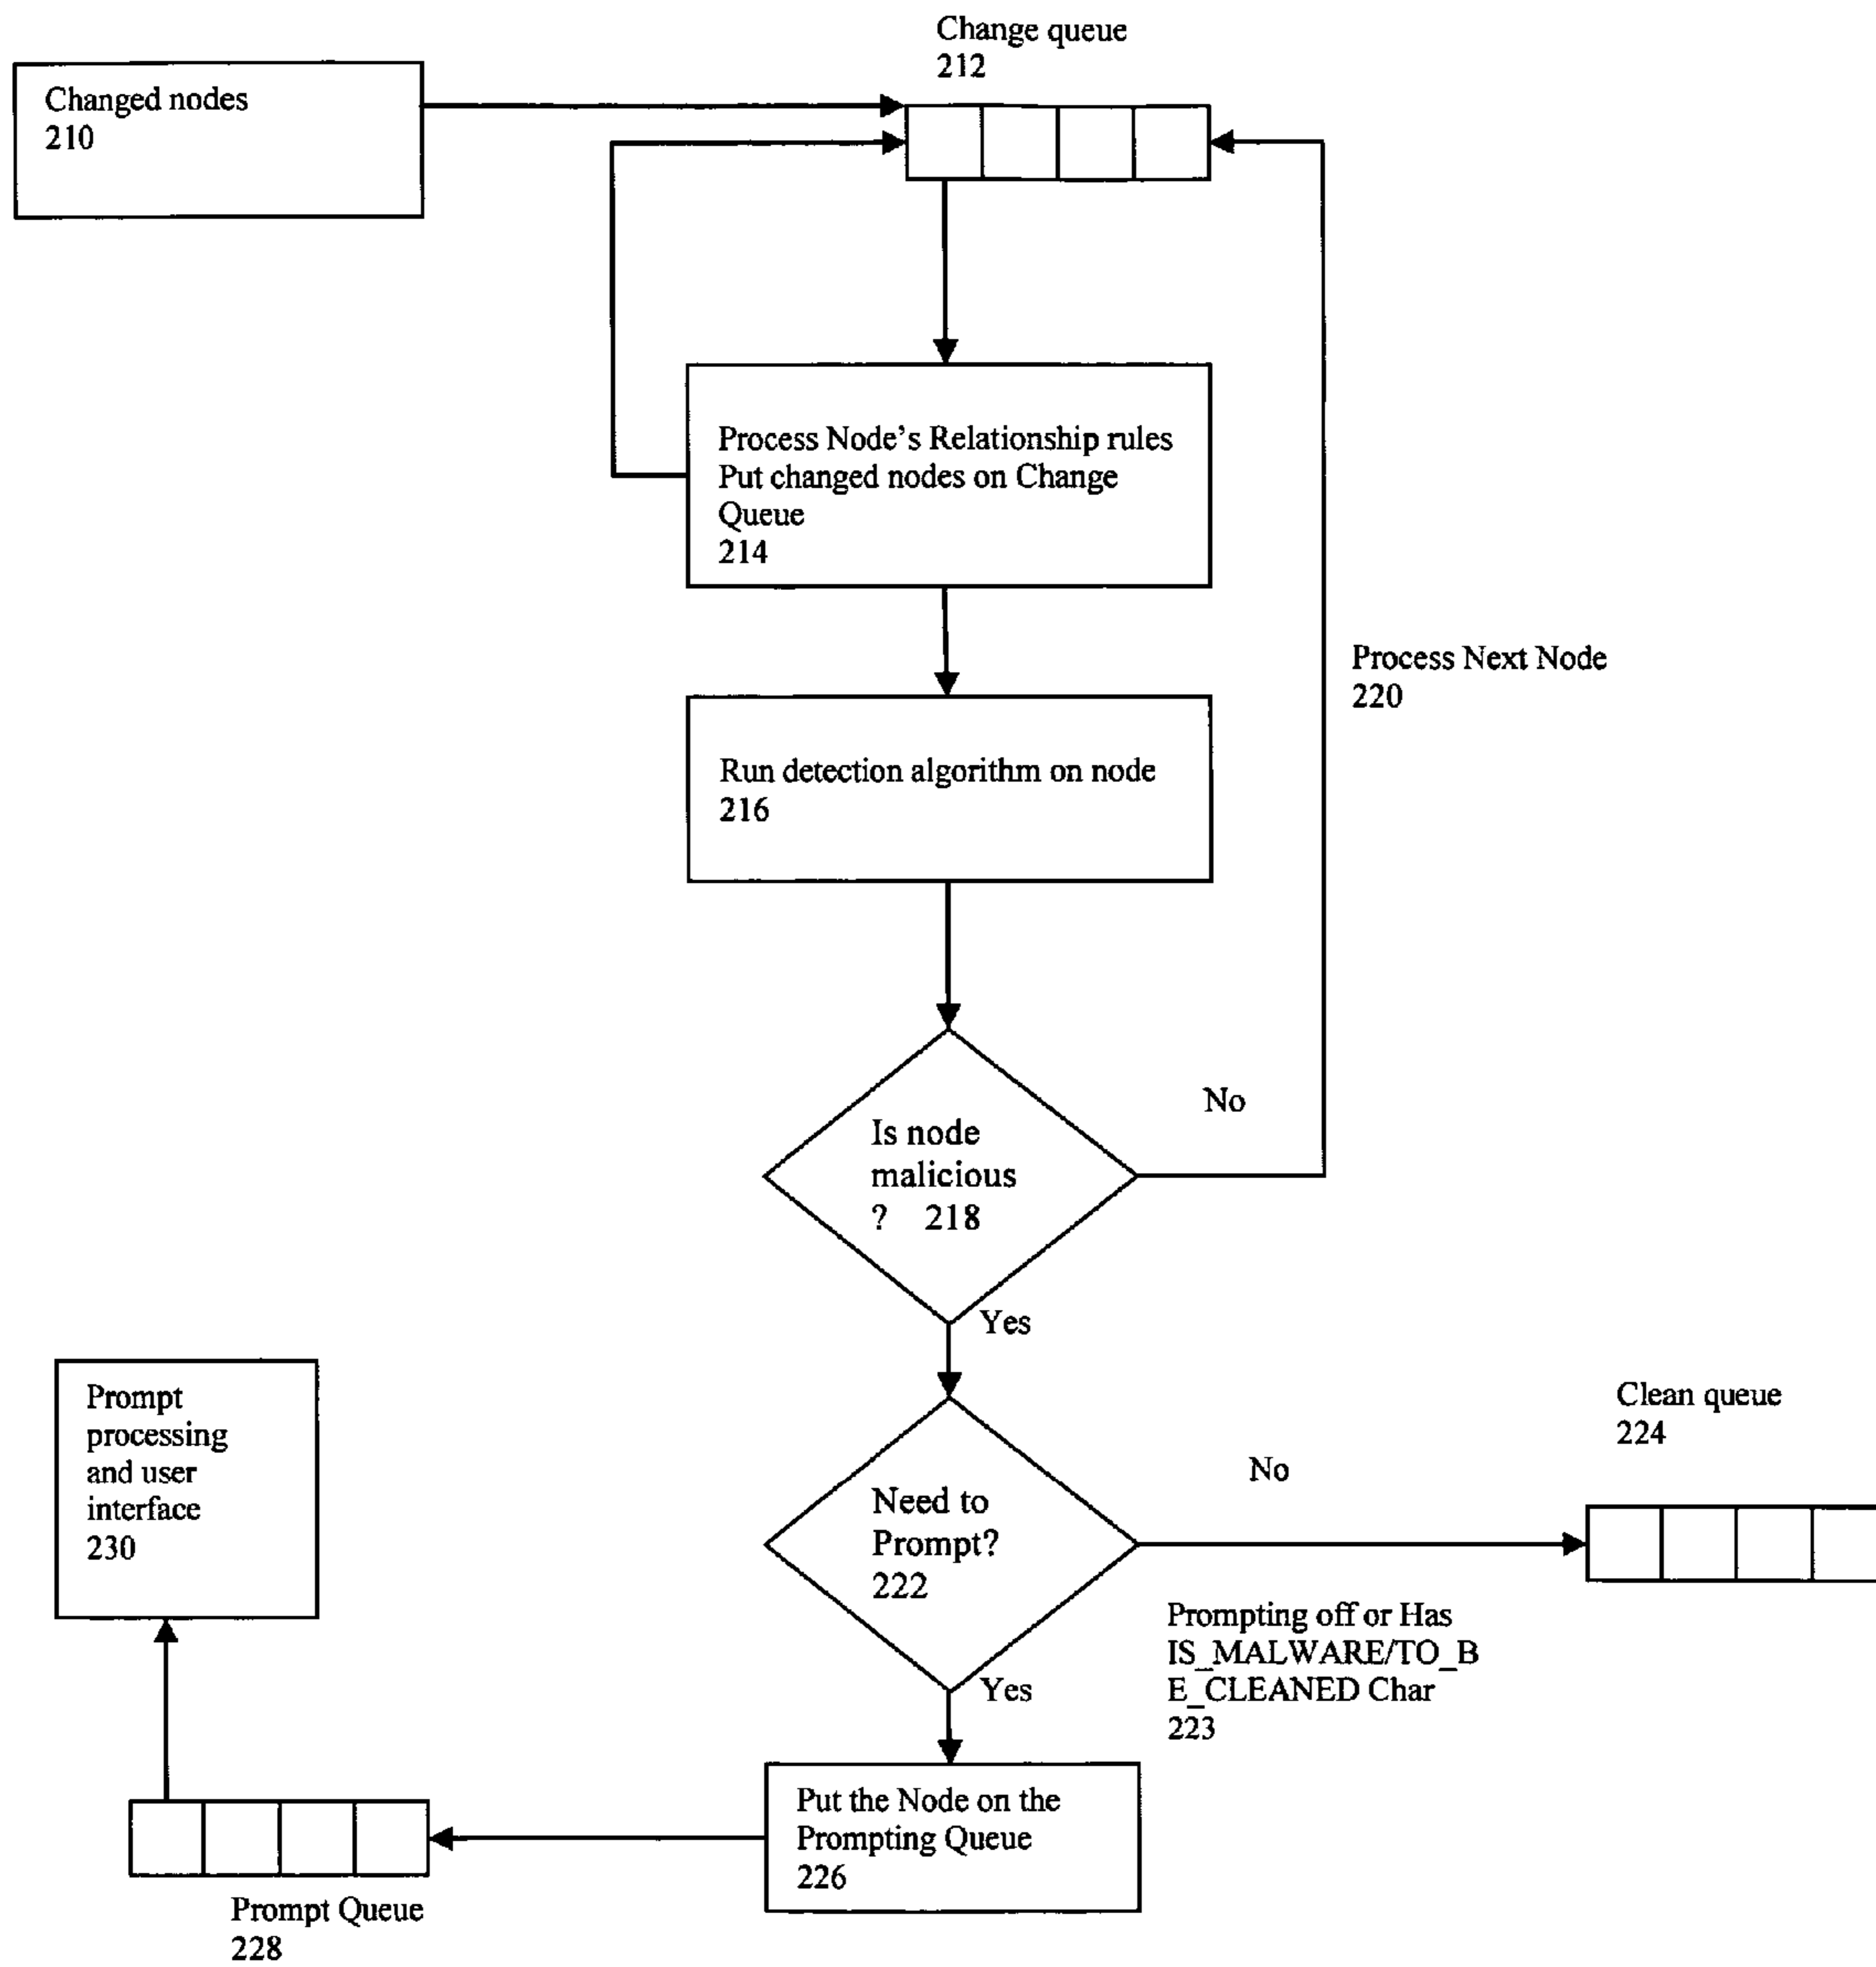 Change queue
212
Changed nodes
210
Process Node's Relationship rules
Put changed nodes on Change
Queue
214
Process Next Node
220
Run detection algorithm on node
216
No
Is node
malicious
? 218
Yes
Prompt
processing
and user
interface
230
Clean queue
224
No
Need to
Prompt?
222
Prompting off or Has
IS_MALWARE/TO_B
E_CLEANED Char
223
Yes
Put the Node on the
Prompting Queue
226
Prompt Queue
228